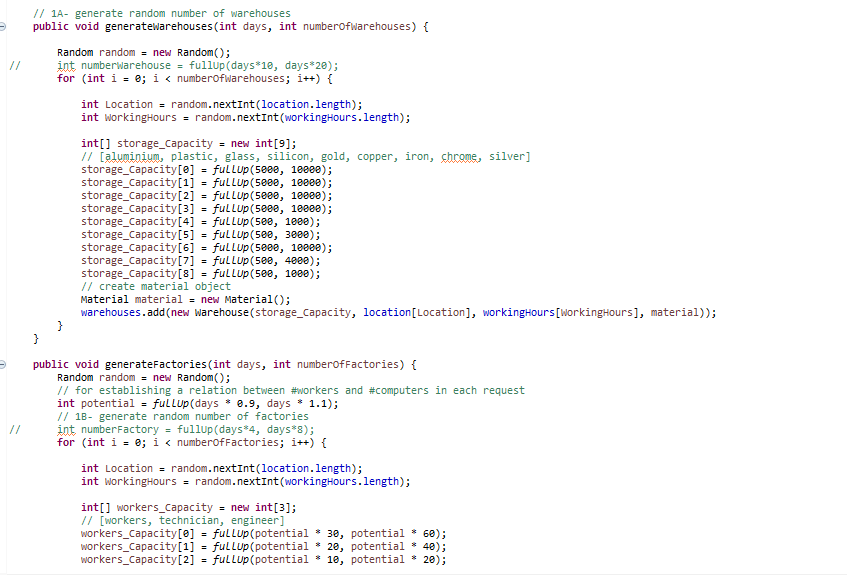 // 1A- generate random number of warehouses
public void generateWarehouses(int days, int numberOfWarehouses) {
Random random = new Random();
// int numberWarehouse = fullUp(days*10, days*20);
for (int i = 0; i < numberOfWarehouses; i++) {
int Location = random.nextInt(location.length);
int WorkingHours = random.nextInt(workingHours.length);
int[] storage_Capacity = new int[9];
// [aluminium, plastic, glass, silicon, gold, copper, iron, chrome, silver]
storage_Capacity[0] = fullUp(5000, 10000);
storage_Capacity[1] = fullUp(5000, 10000);
storage_Capacity[2] = fullUp(5000, 10000);
storage_Capacity[3] = fullUp(5000, 10000);
storage_Capacity[4] = fullUp(500, 1000);
storage_Capacity[5] = fullUp(500, 3000);
storage_Capacity[6] = fullUp(5000, 10000);
storage_Capacity[7] = fullUp(500, 4000);
storage_Capacity[8] = fullUp(500, 1000);
// create material object
Material material = new Material();
warehouses.add(new Warehouse(storage_Capacity, location[Location], workingHours[WorkingHours], material));
}
}
public void generateFactories(int days, int numberOfFactories) {
Random random = new Random();
// for establishing a relation between #workers and #computers in each request
int potential = fullUp(days * 0.9, days * 1.1);
// 1B- generate random number of factories
// int numberFactory = fullUp(days*4, days*8);
for (int i = 0; i < numberOfFactories; i++) {
int Location = random.nextInt(location.length);
int WorkingHours = random.nextInt(workingHours.length);
int[] workers_Capacity = new int[3];
// [workers, technician, engineer]
workers_Capacity[0] = fullUp(potential * 30, potential * 60);
workers_Capacity[1] = fullUp(potential * 20, potential * 40);
workers_Capacity[2] = fullUp(potential * 10, potential * 20);